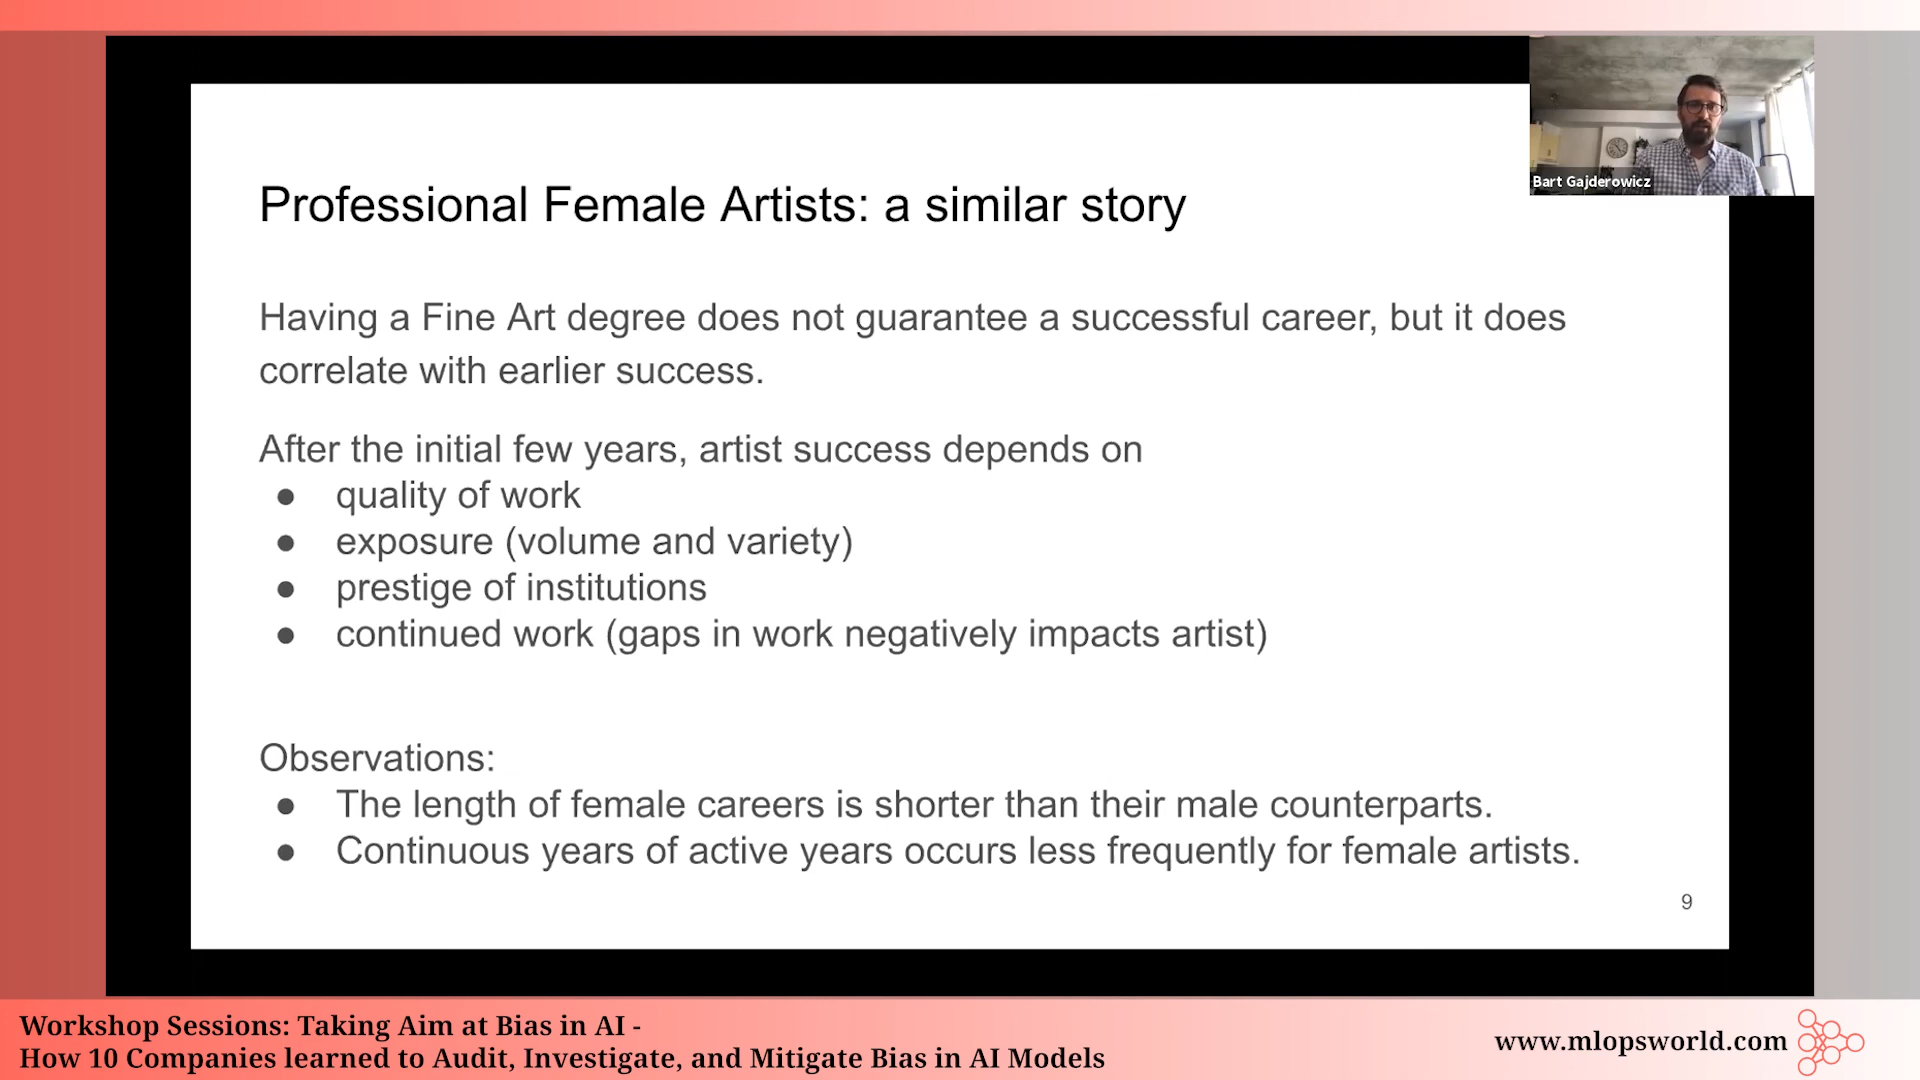 Bart Gajderowicz
Professional Female Artists: a similar story
Having a Fine Art degree does not guarantee a successful career, but it does
correlate with earlier success.
After the initial few years, artist success depends on
● quality of work
● exposure (volume and variety)
● prestige of institutions
● continued work (gaps in work negatively impacts artist)
Observations:
● The length of female careers is shorter than their male counterparts.
● Continuous years of active years occurs less frequently for female artists.
9
Workshop Sessions: Taking Aim at Bias in AI -
How 10 Companies learned to Audit, Investigate, and Mitigate Bias in AI Models
www.mlopsworld.com